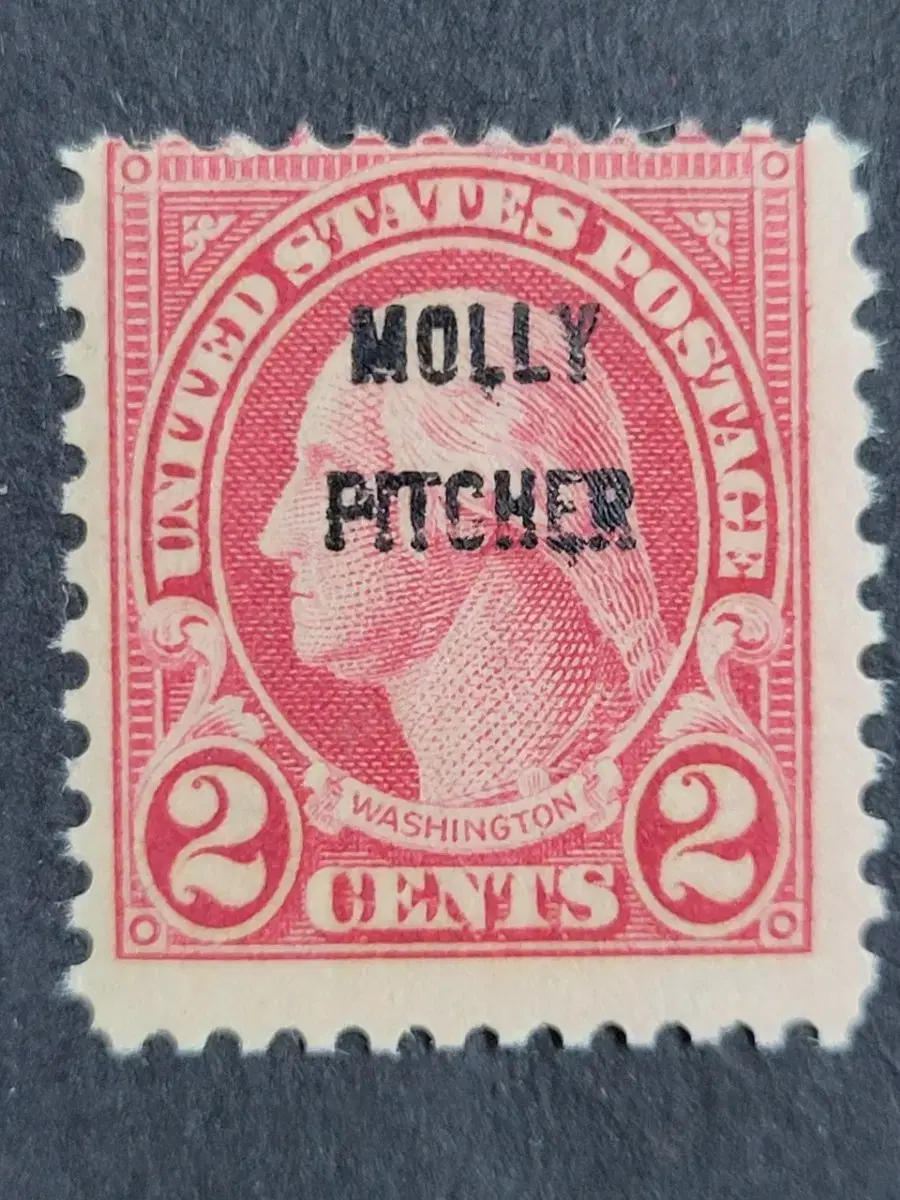 UNITED STATES POSTAGE
MOLLY
PITCHER
WASHINGTON
2 CENTS 2